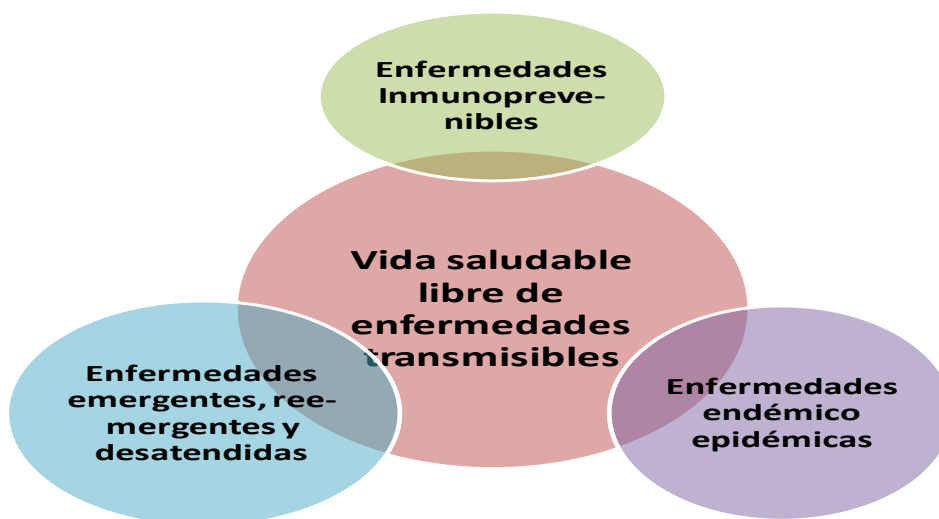 Enfermedades
Inmunopreve-
nibles
Vida saludable
libre de
enfermedades
transmisibles
Enfermedades
emergentes, ree-
mergentes y
desatendidas
Enfermedades
endémico
epidémicas